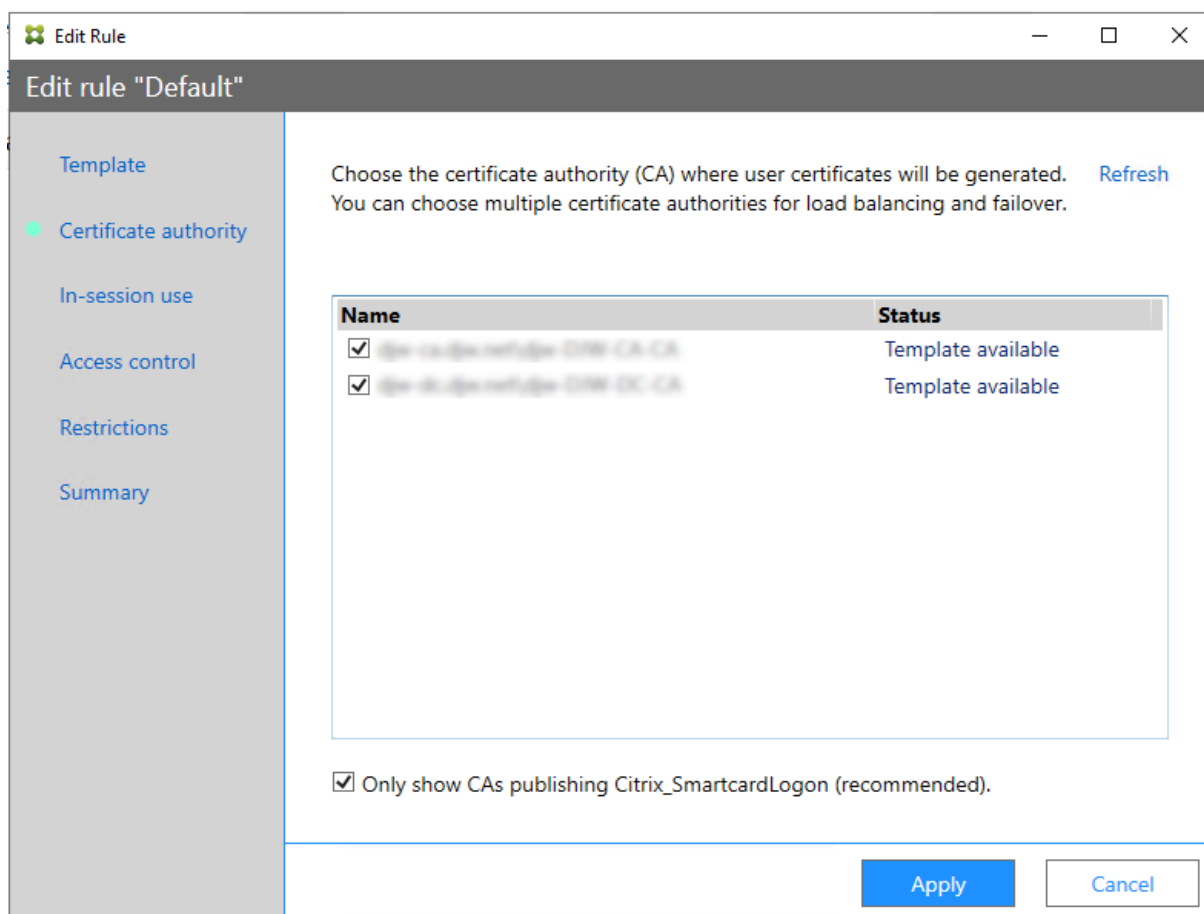 Edit Rule
Edit rule "Default"
Template
Certificate authority
In-session use
Access control
Restrictions
Summary
Choose the certificate authority (CA) where user certificates will be generated.
You can choose multiple certificate authorities for load balancing and failover.
Refresh
Name Status
Template available
Template available
Only show CAs publishing Citrix_SmartcardLogon (recommended).
Apply Cancel